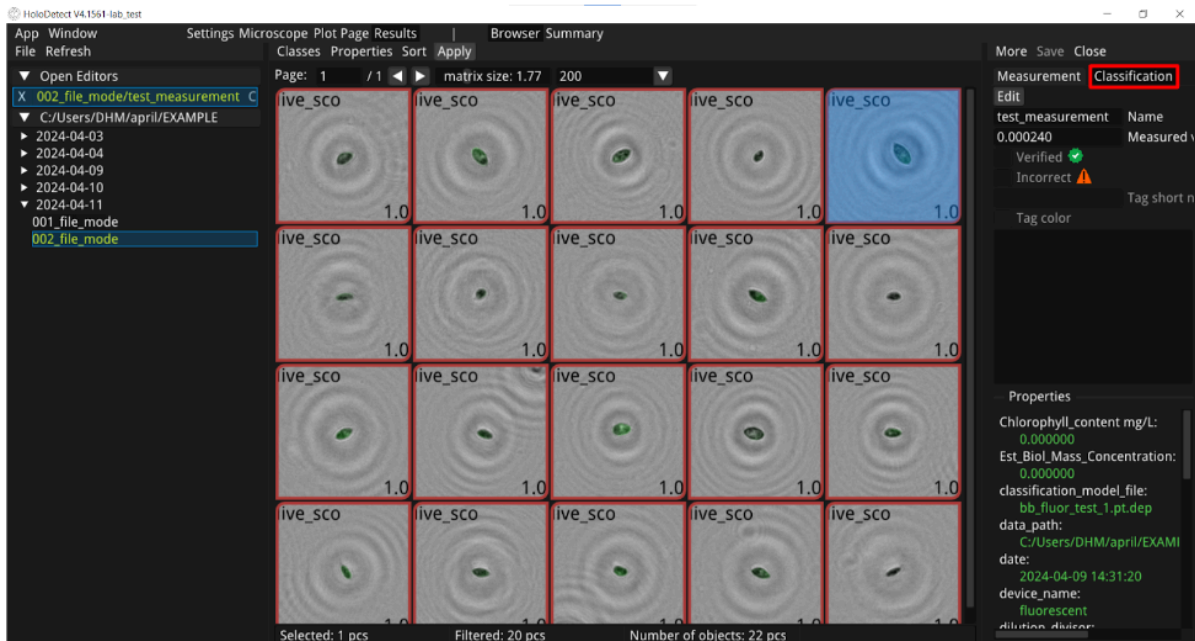 HoloDetect V4.1561-lab_test
App Window Settings Microscope Plot Page Results | Browser Summary
File Refresh Classes Properties Sort Apply More Save Close
Open Editors
X 002_file_mode/test_measurement C
C:/Users/DHM/april/EXAMPLE
2024-04-03
2024-04-04
2024-04-09
2024-04-10
2024-04-11
001_file_mode
002_file_mode
Page: 1 / 1 matrix size: 1.77 200
live_sco live_sco live_sco live_sco live_sco
1.0 1.0 1.0 1.0 1.0
live_sco live_sco live_sco live_sco live_sco
1.0 1.0 1.0 1.0 1.0
live_sco live_sco live_sco live_sco live_sco
1.0 1.0 1.0 1.0 1.0
live_sco live_sco live_sco live_sco live_sco
Selected: 1 pcs Filtered: 20 pcs Number of objects: 22 pcs
Measurement Classification
Edit
test_measurement Name
0.000240 Measured
Verified
Incorrect
Tag short
Tag color
Properties
Chlorophyll_content mg/L:
0.000000
Est_Biol_Mass_Concentration:
0.000000
classification_model_file:
bb_fluor_test_1.pt.dep
data_path:
C:/Users/DHM/april/EXAMI
date:
2024-04-09 14:31:20
device_name:
fluorescent
dilution_divisor: